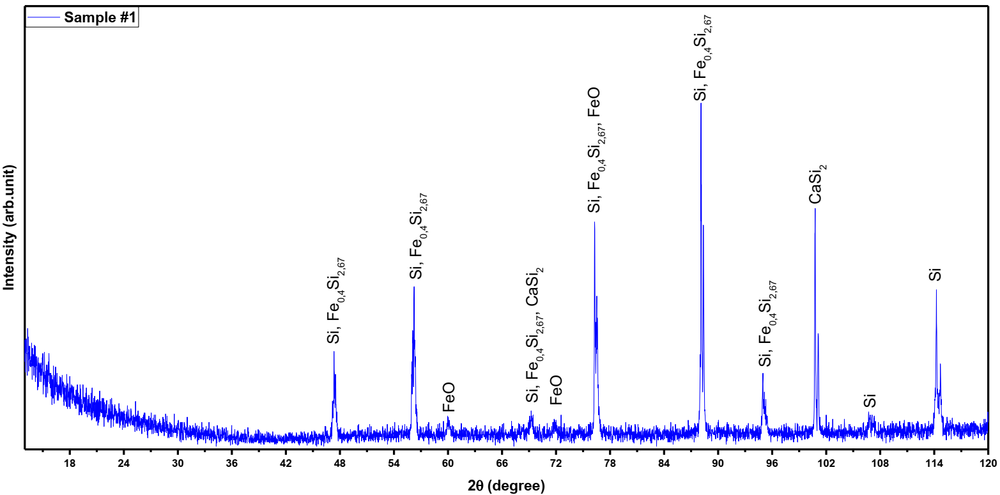 Sample #1
Si, Fe0,4Si2,67
Si, Fe0,4Si2,67
FeO
Si, Fe0,4Si2,67, CaSi2
FeO
Si, Fe0,4Si2,67, FeO
Si, Fe0,4Si2,67
Si, Fe0,4Si2,67
CaSi2
Si
Si
Intensity (arb.unit)
18 24 30 36 42 48 54 60 66 72 78 84 90 96 102 108 114 120
2θ (degree)